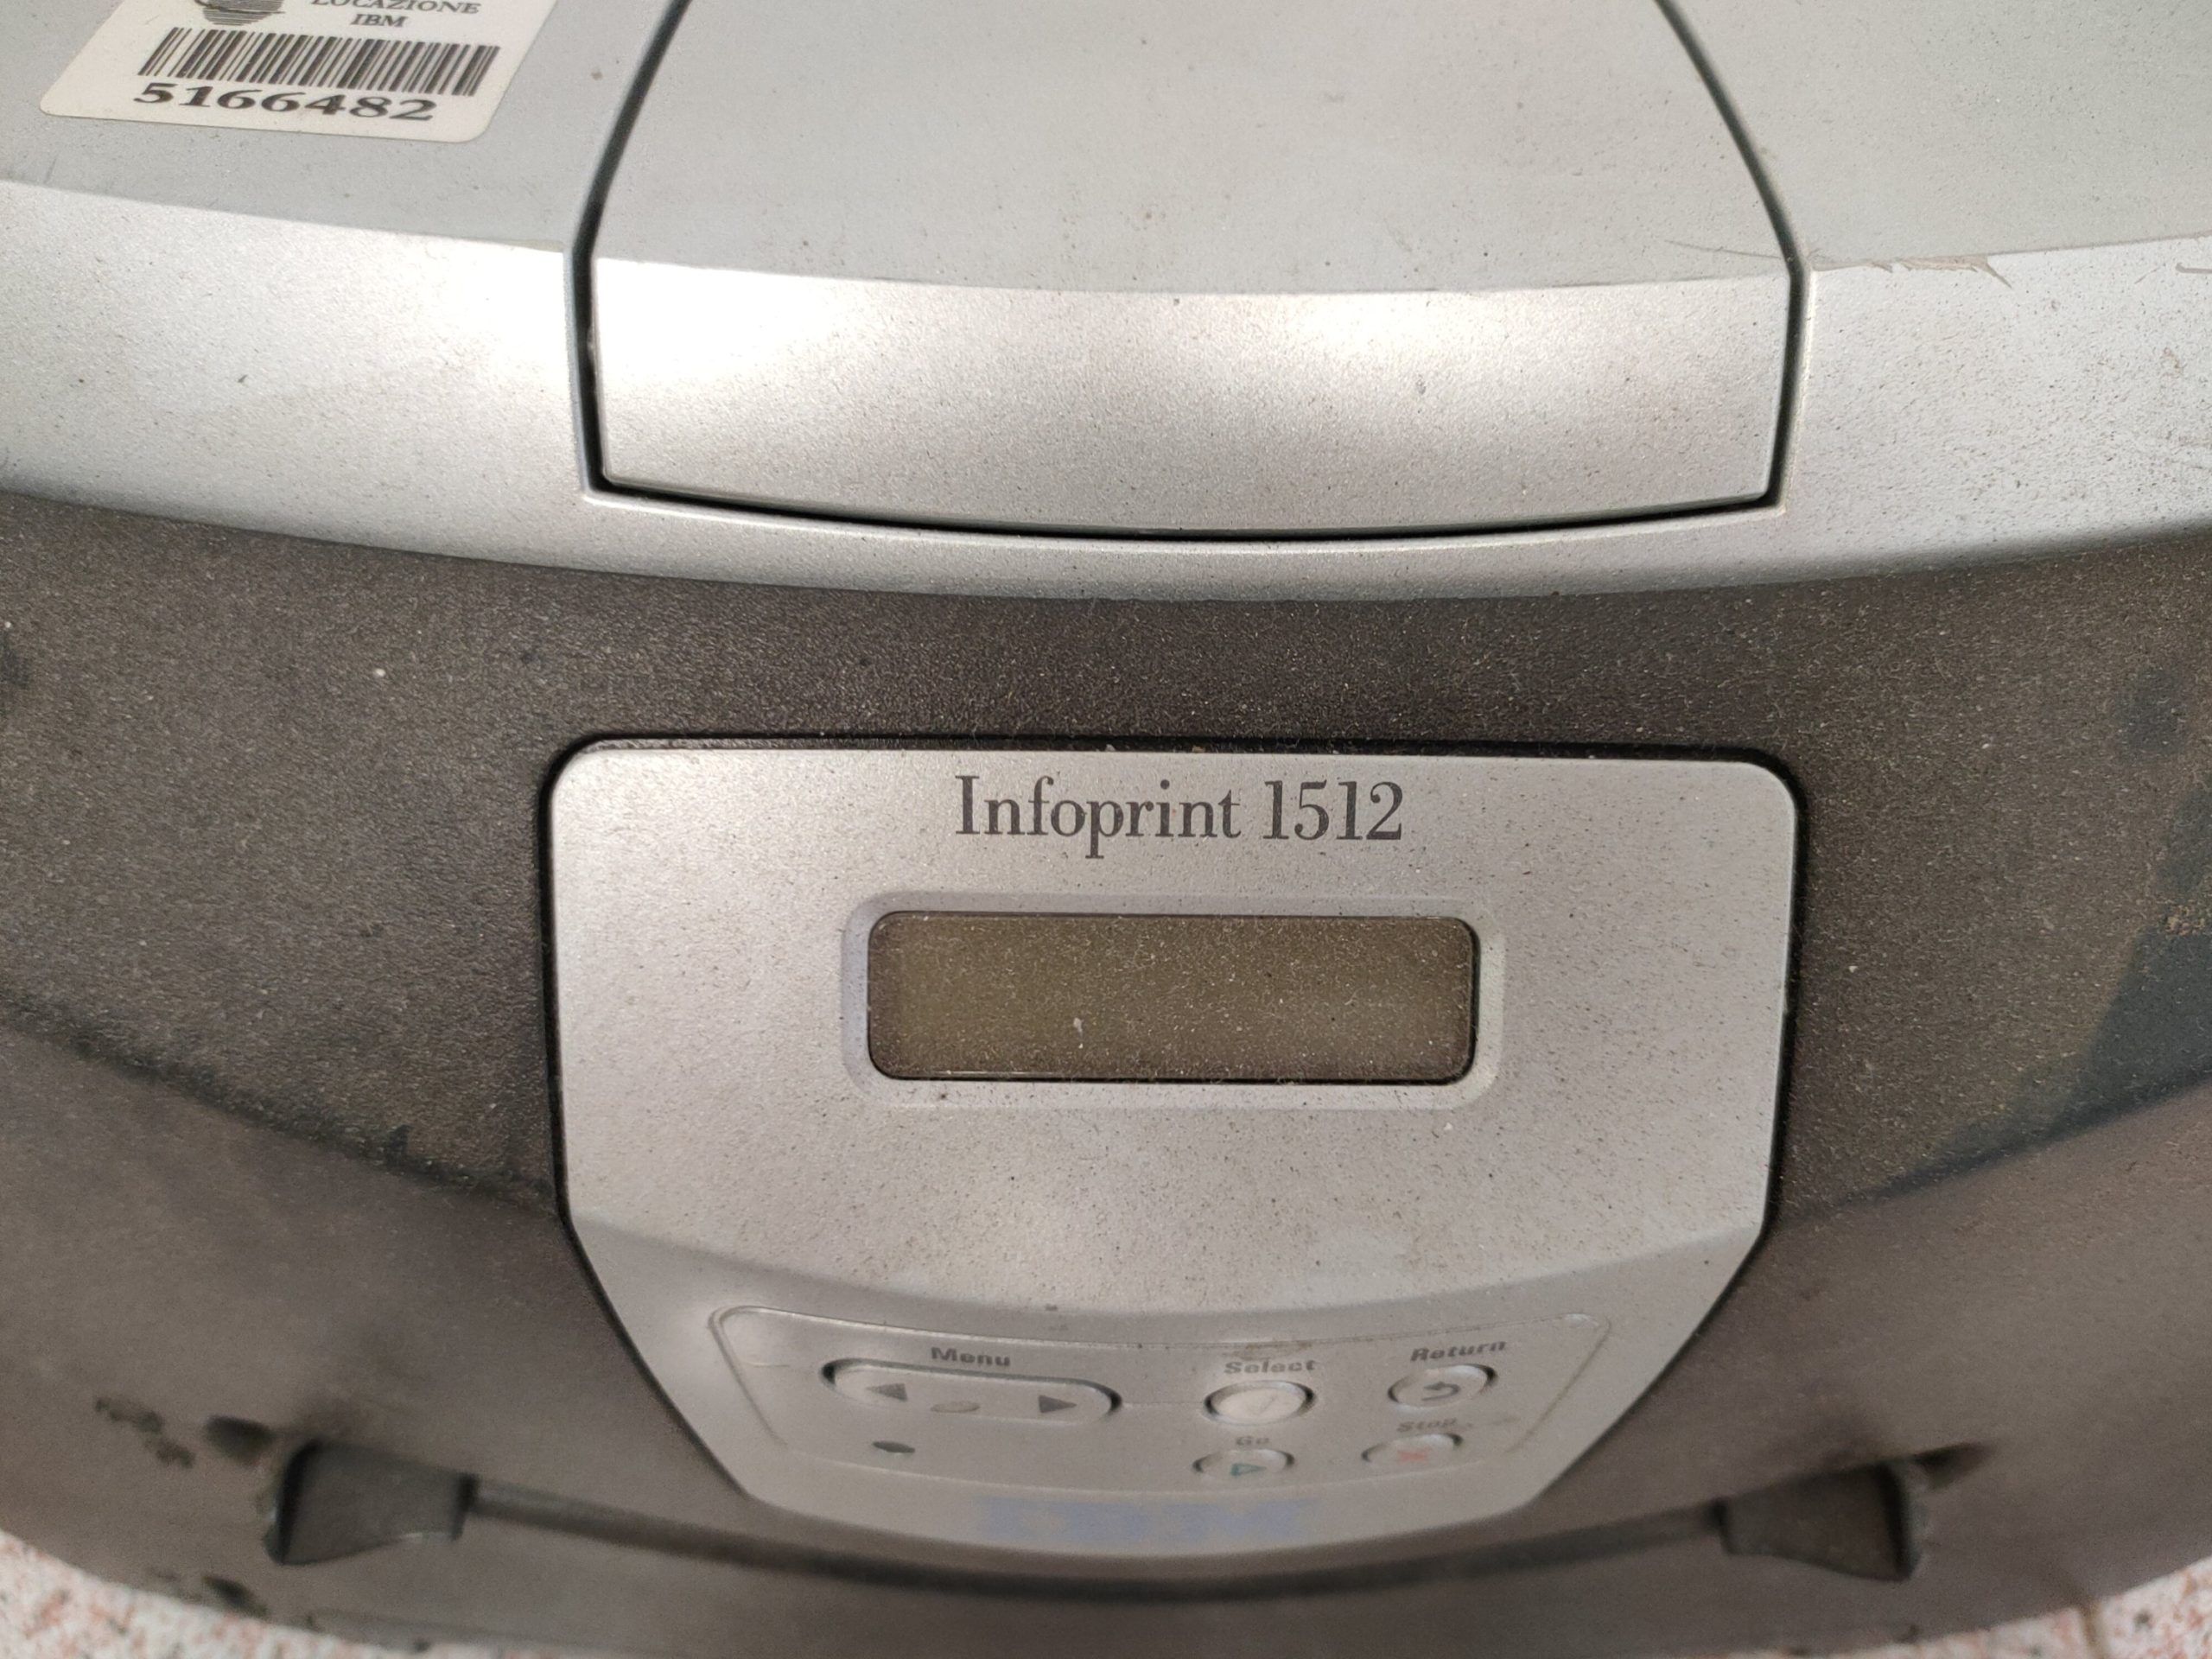 LOCAZIONE
IBM
5166482
Infoprint 1512
Menu
Select
Return
Go
Stop
IBM